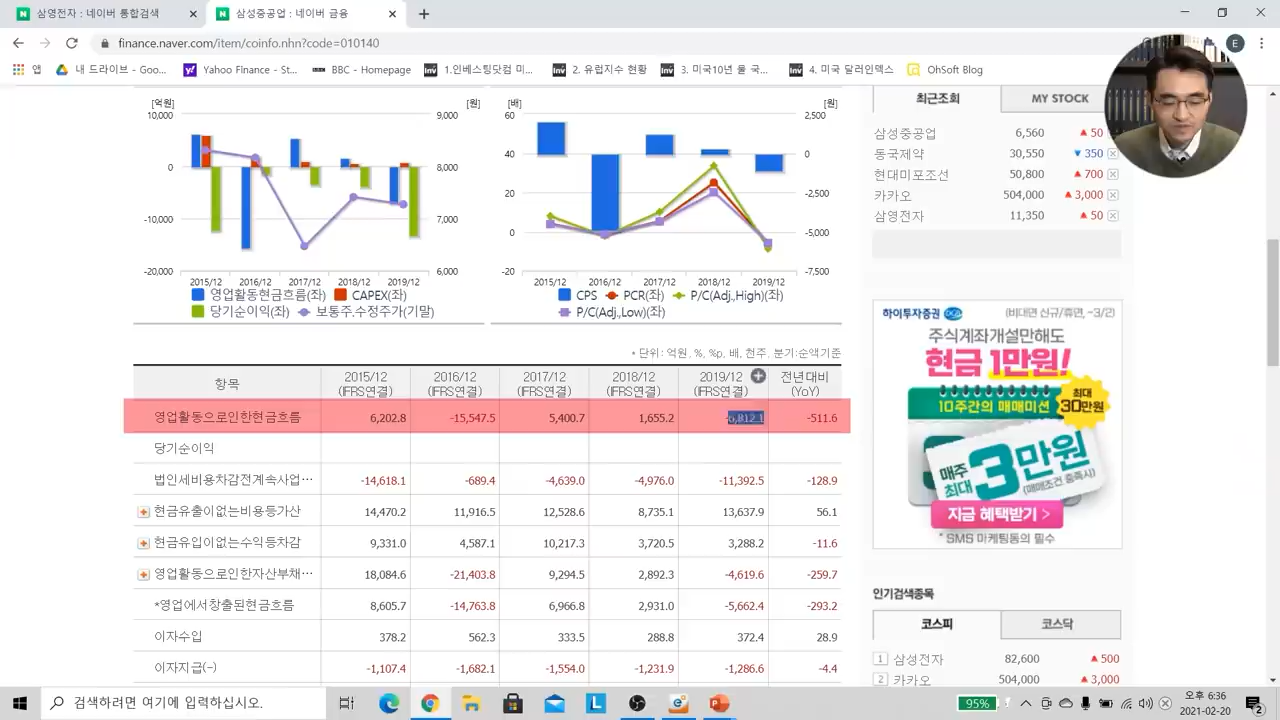 삼영전자 : 네이버 통합검색
삼성중공업 : 네이버 금융
finance.naver.com/item/coinfo.nhn?code=010140
E
앱
내 드라이브 - Goo...
Yahoo Finance - St...
BBC - Homepage
1.인베스팅닷컴 미...
2. 유럽지수 현황
3. 미국10년 물 국...
4. 미국 달러인덱스
OhSoft Blog
[억원] [원]
10,000 9,000
0 8,000
-10,000 7,000
-20,000 6,000
2015/12 2016/12 2017/12 2018/12 2019/12
영업활동현금흐름(좌) CAPEX(좌)
당기순이익(좌) 보통주,수정주가(기말)
[배] [원]
60 2,500
40 0
20 -2,500
0 -5,000
-20 -7,500
2015/12 2016/12 2017/12 2018/12 2019/12
CPS PCR(좌) P/C(Adj.,High)(좌)
P/C(Adj.,Low)(좌)
* 단위: 억원, %, %p, 배, 천주, 분기:순액기준
항목 2015/12 (IFRS연결) 2016/12 (IFRS연결) 2017/12 (IFRS연결) 2018/12 (IFRS연결) 2019/12 (IFRS연결) 전년대비 (YoY)
영업활동으로인한현금흐름 6,202.8 -15,547.5 5,400.7 1,655.2 -6,812.1 -511.6
당기순이익
법인세비용차감전계속사업… -14,618.1 -689.4 -4,639.0 -4,976.0 -11,392.5 -128.9
현금유출이없는비용등가산 14,470.2 11,916.5 12,528.6 8,735.1 13,637.9 56.1
현금유입이없는수익등차감 9,331.0 4,587.1 10,217.3 3,720.5 3,288.2 -11.6
영업활동으로인한자산부채… 18,084.6 -21,403.8 9,294.5 2,892.3 -4,619.6 -259.7
*영업에서창출된현금흐름 8,605.7 -14,763.8 6,966.8 2,931.0 -5,662.4 -293.2
이자수입 378.2 562.3 333.5 288.8 372.4 28.9
이자지급(-) -1,107.4 -1,682.1 -1,554.0 -1,231.9 -1,286.6 -4.4
최근조회 MY STOCK
삼성중공업 6,560 ▲50
동국제약 30,550 ▼350
현대미포조선 50,800 ▲700
카카오 504,000 ▲3,000
삼영전자 11,350 ▲50
하이투자증권 DGB (비대면 신규/휴면, ~3/2)
주식계좌개설만해도
현금 1만원!
10주간의 매매미션
최대
30만원
매주
최대
3만원
(매매조건 충족시)
지금 혜택받기 >
* SMS 마케팅동의 필수
인기검색종목
코스피 코스닥
1 삼성전자 82,600 ▲500
2 카카오 504,000 ▲3,000
검색하려면 여기에 입력하십시오.
95%
오후 6:36
2021-02-20
2